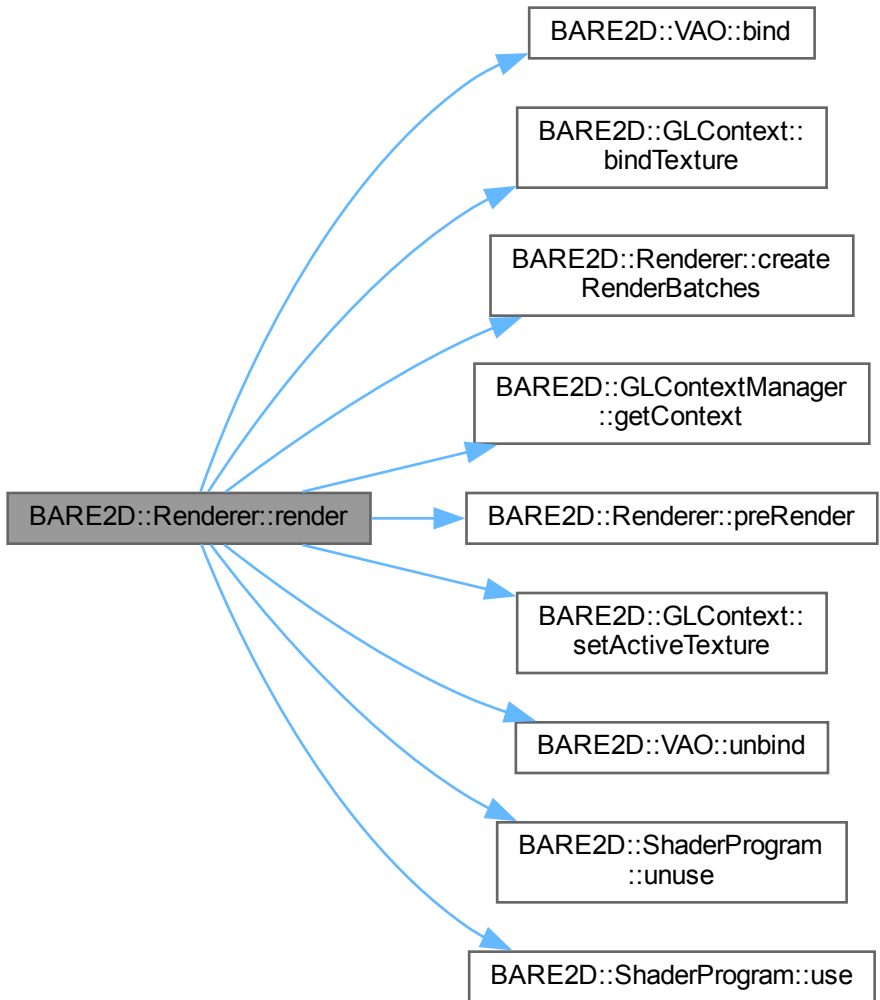 BARE2D::VAO::bind
BARE2D::GLContext::
bindTexture
BARE2D::Renderer::create
RenderBatches
BARE2D::GLContextManager
::getContext
BARE2D::Renderer::render
BARE2D::Renderer::preRender
BARE2D::GLContext::
setActiveTexture
BARE2D::VAO::unbind
BARE2D::ShaderProgram
::unuse
BARE2D::ShaderProgram::use